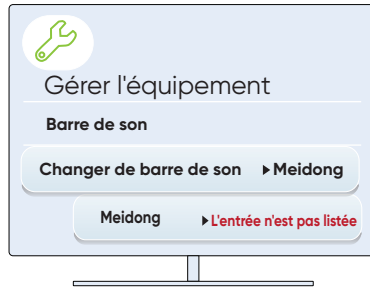 Gérer l'équipement
Barre de son
Changer de barre de son ▸Meidong
Meidong ▸L'entrée n'est pas listée